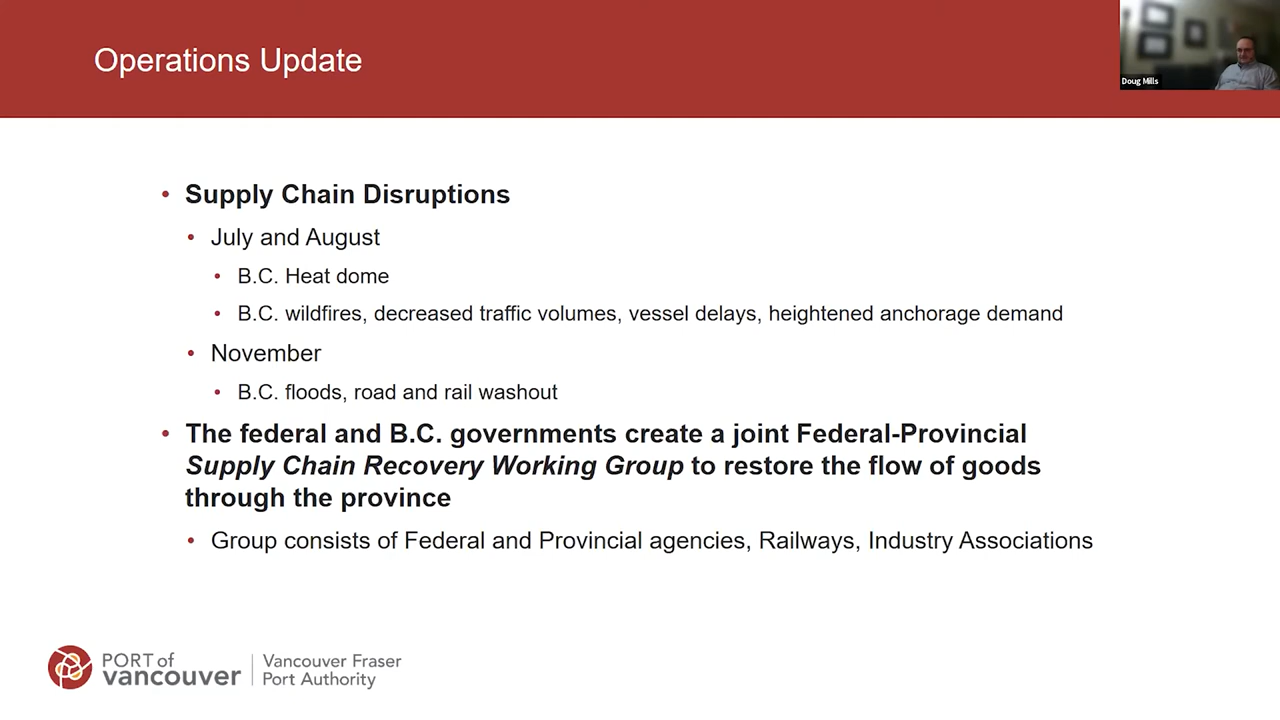 Operations Update
Doug Mills
• Supply Chain Disruptions
• July and August
• B.C. Heat dome
• B.C. wildfires, decreased traffic volumes, vessel delays, heightened anchorage demand
• November
• B.C. floods, road and rail washout
• The federal and B.C. governments create a joint Federal-Provincial
Supply Chain Recovery Working Group to restore the flow of goods
through the province
• Group consists of Federal and Provincial agencies, Railways, Industry Associations
PORT of
vancouver
Vancouver Fraser
Port Authority